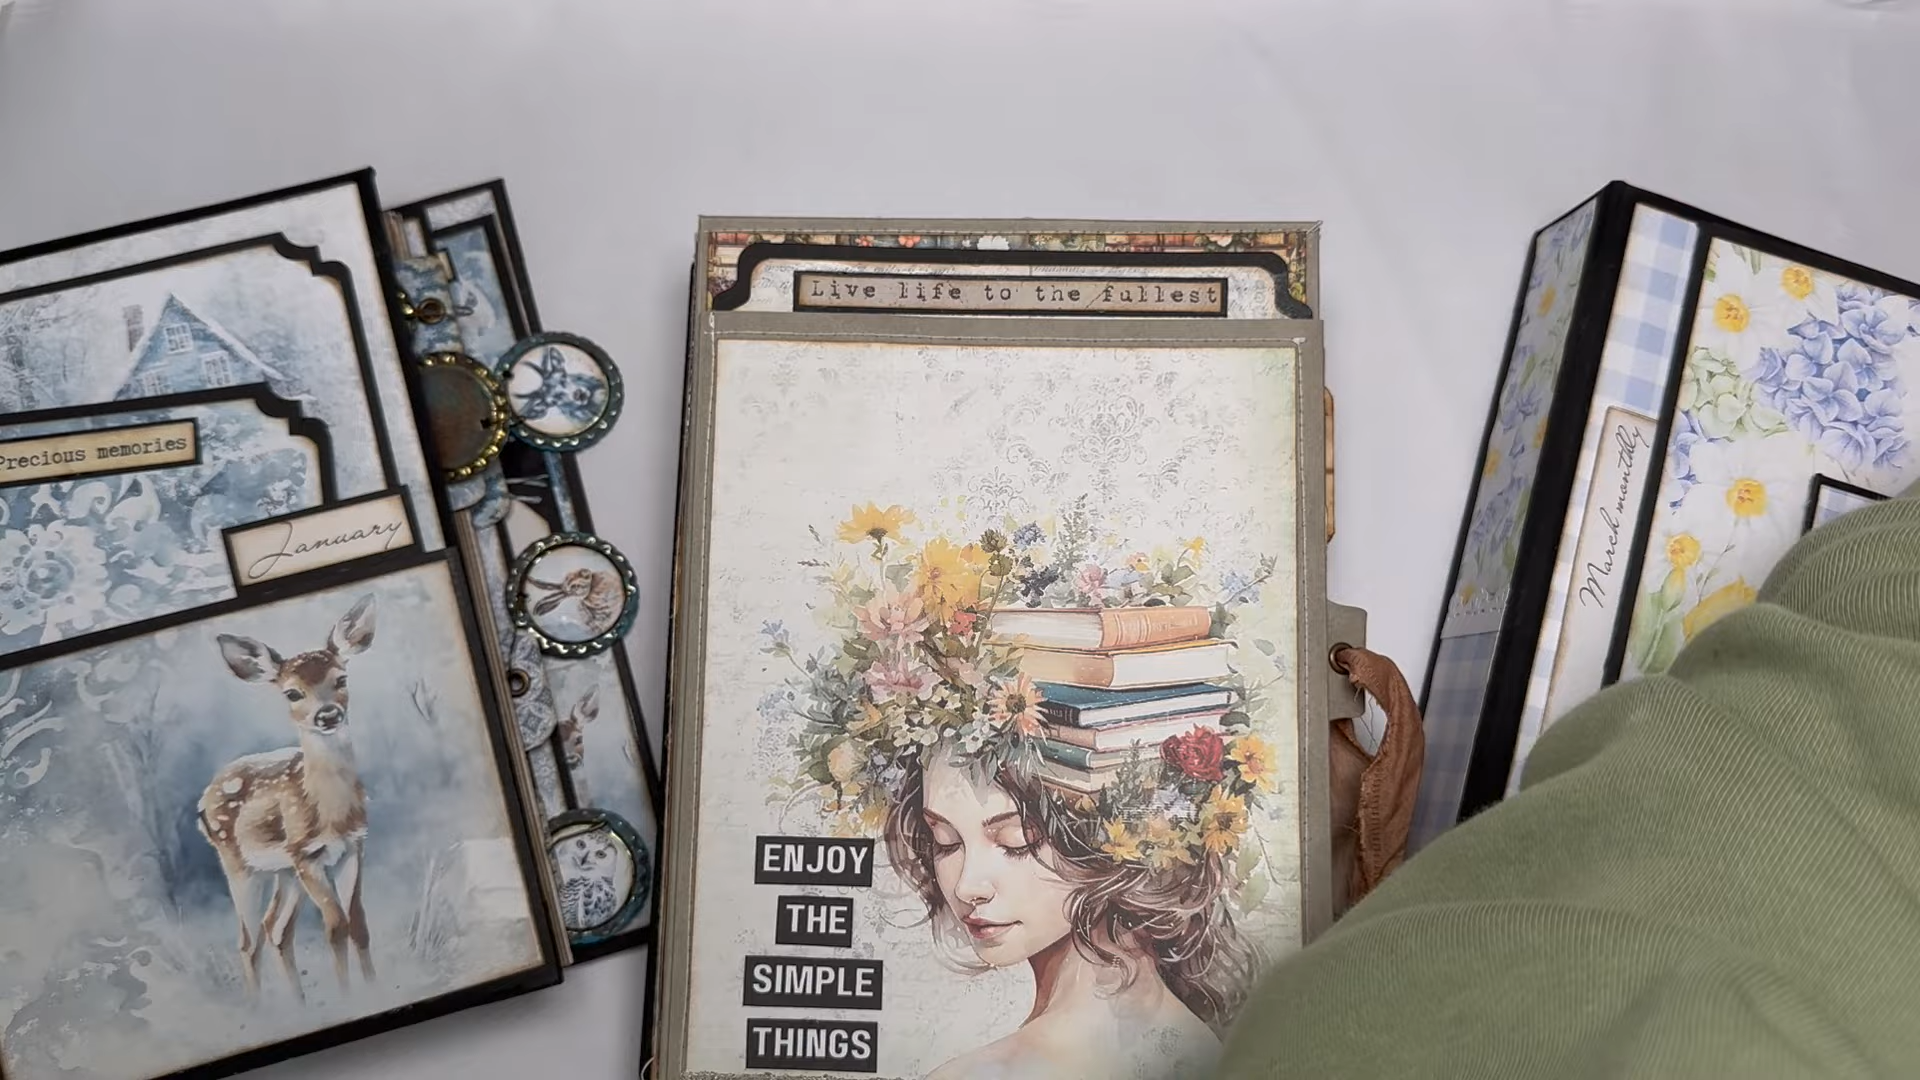 Precious memories
January
Live life to the fullest
ENJOY
THE
SIMPLE
THINGS
March monthly